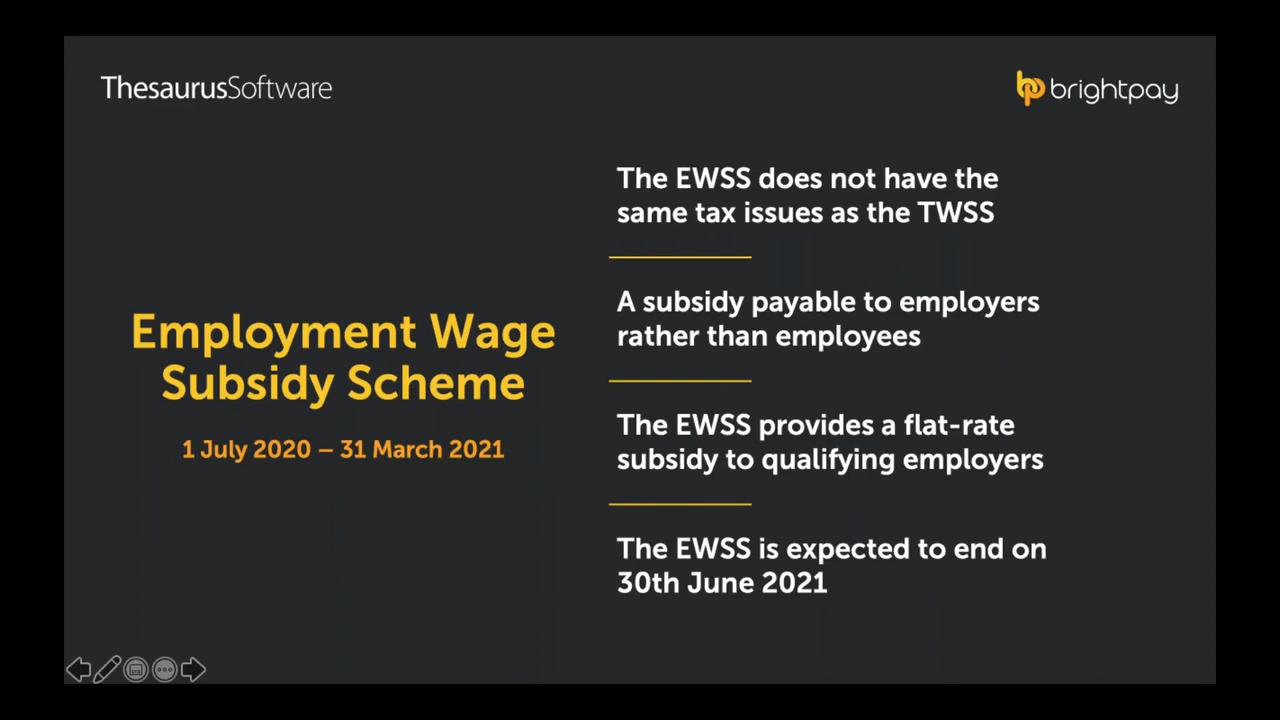 ThesaurusSoftware
brightpay
Employment Wage
Subsidy Scheme
1 July 2020 – 31 March 2021
The EWSS does not have the
same tax issues as the TWSS
A subsidy payable to employers
rather than employees
The EWSS provides a flat-rate
subsidy to qualifying employers
The EWSS is expected to end on
30th June 2021